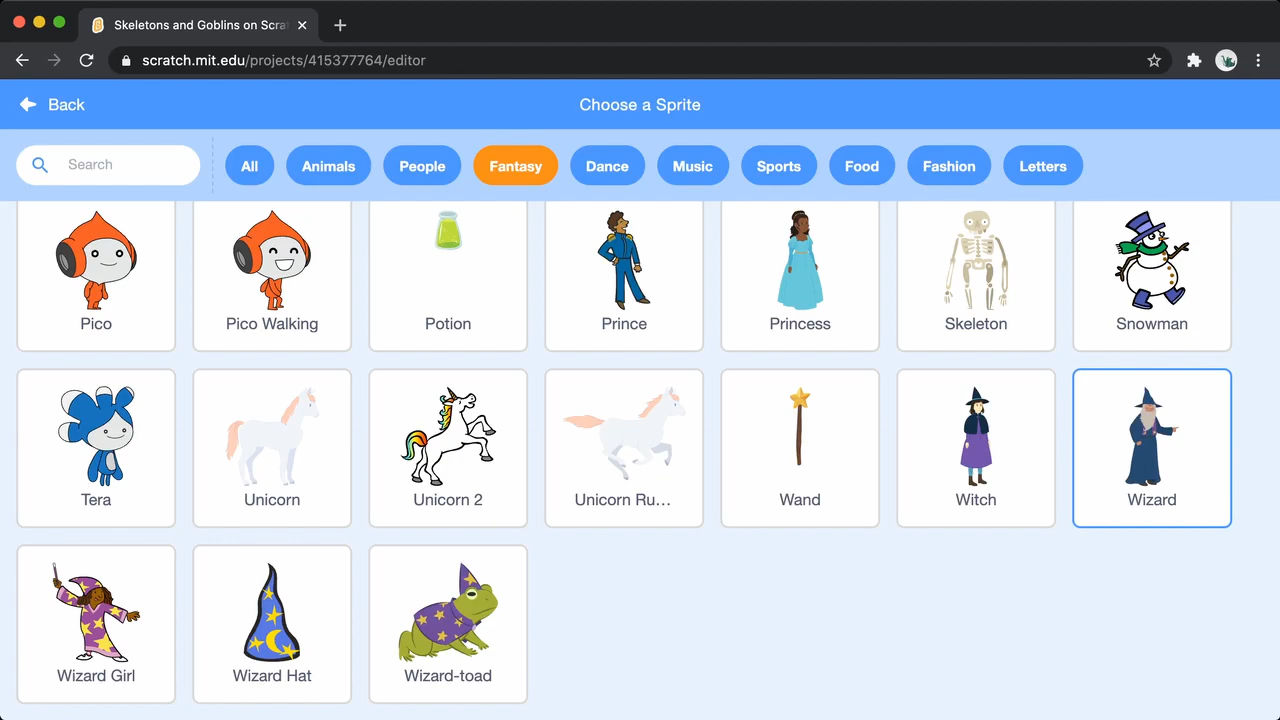 Skeletons and Goblins on Scra
scratch.mit.edu/projects/415377764/editor
Back
Choose a Sprite
Search
All
Animals
People
Fantasy
Dance
Music
Sports
Food
Fashion
Letters
Pico
Pico Walking
Potion
Prince
Princess
Skeleton
Snowman
Tera
Unicorn
Unicorn 2
Unicorn Ru...
Wand
Witch
Wizard
Wizard Girl
Wizard Hat
Wizard-toad